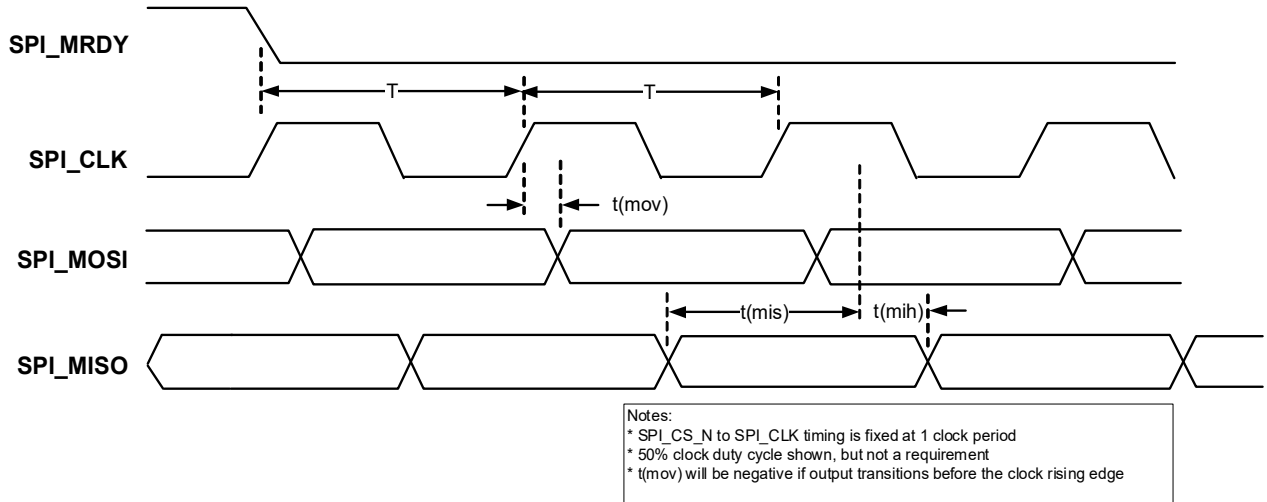 SPI_MRDY
T
T
SPI_CLK
t(mov)
SPI_MOSI
t(mis)
t(mih)
SPI_MISO
Notes:
* SPI_CS_N to SPI_CLK timing is fixed at 1 clock period
* 50% clock duty cycle shown, but not a requirement
* t(mov) will be negative if output transitions before the clock rising edge